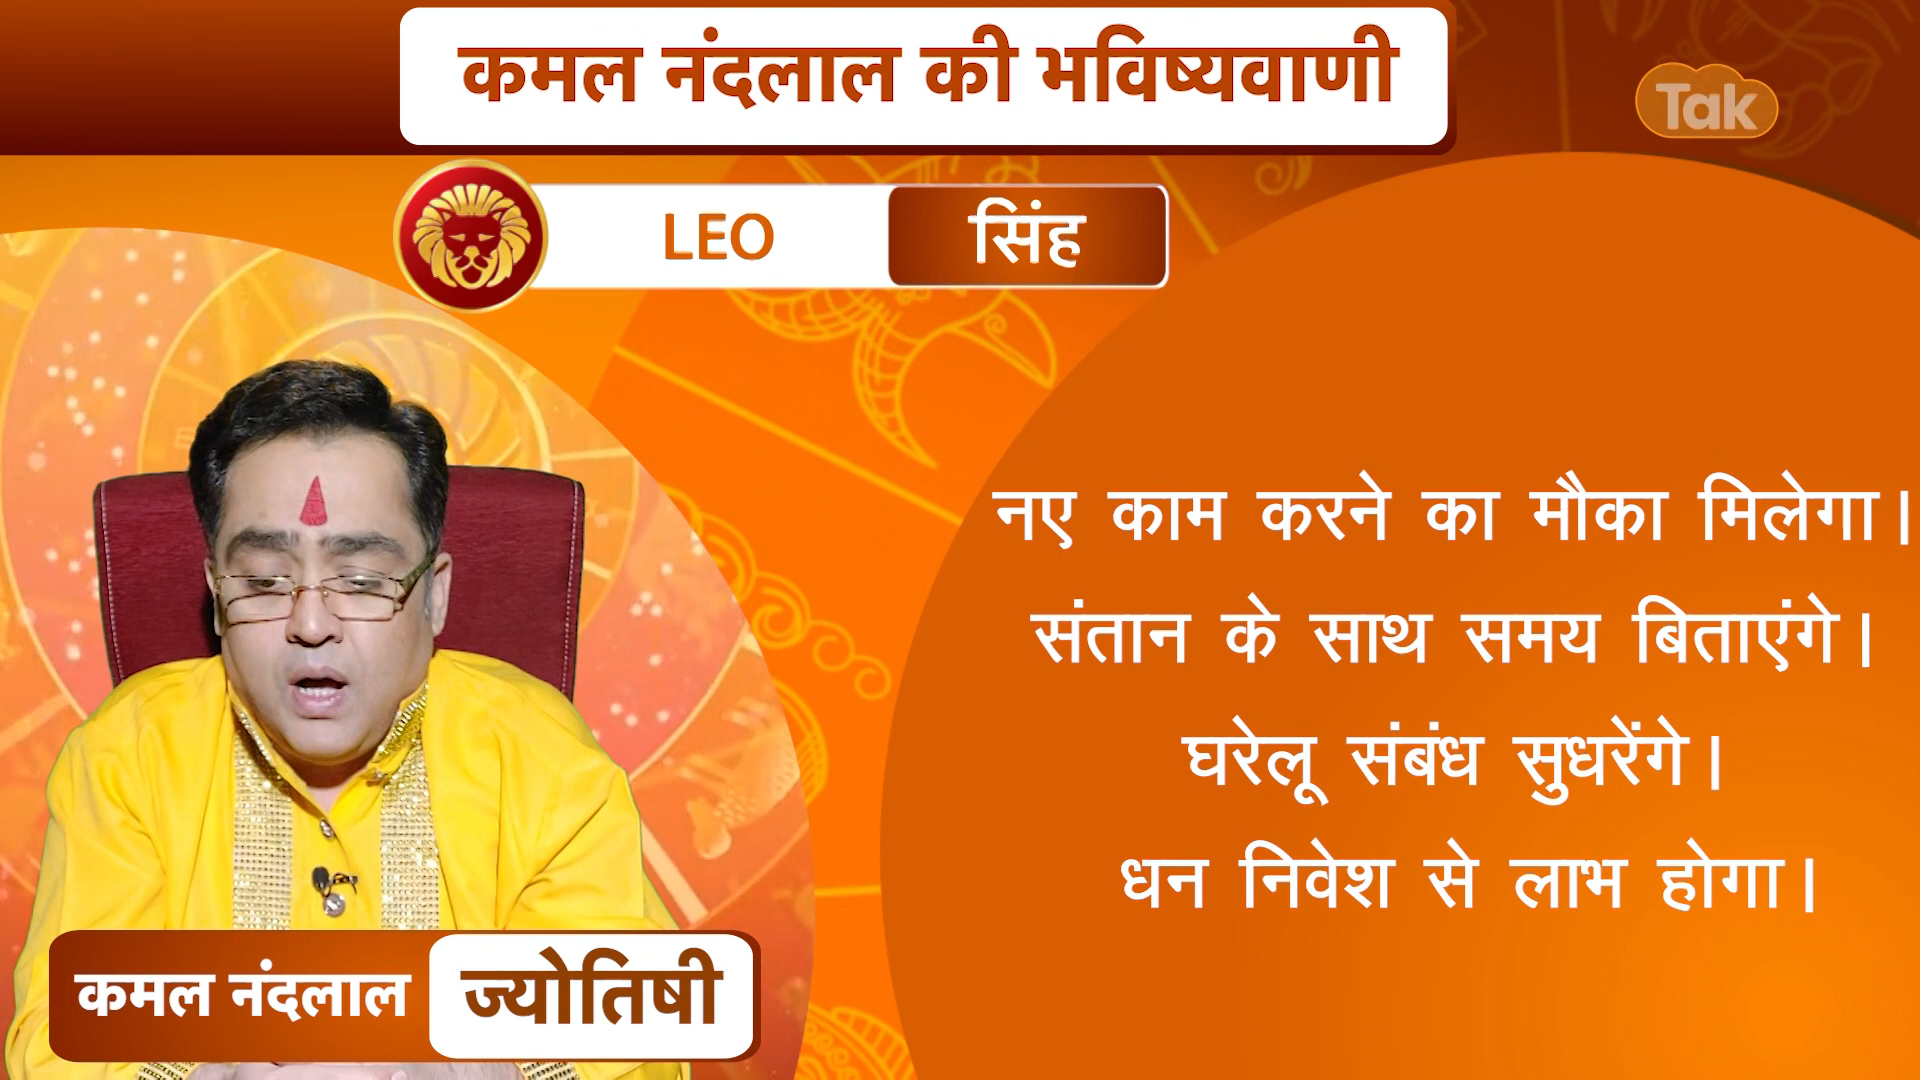 कमल नंदलाल की भविष्यवाणी
Tak
LEO
सिंह
नए काम करने का मौका मिलेगा।
संतान के साथ समय बिताएंगे।
घरेलू संबंध सुधरेंगे।
धन निवेश से लाभ होगा।
कमल नंदलाल
ज्योतिषी